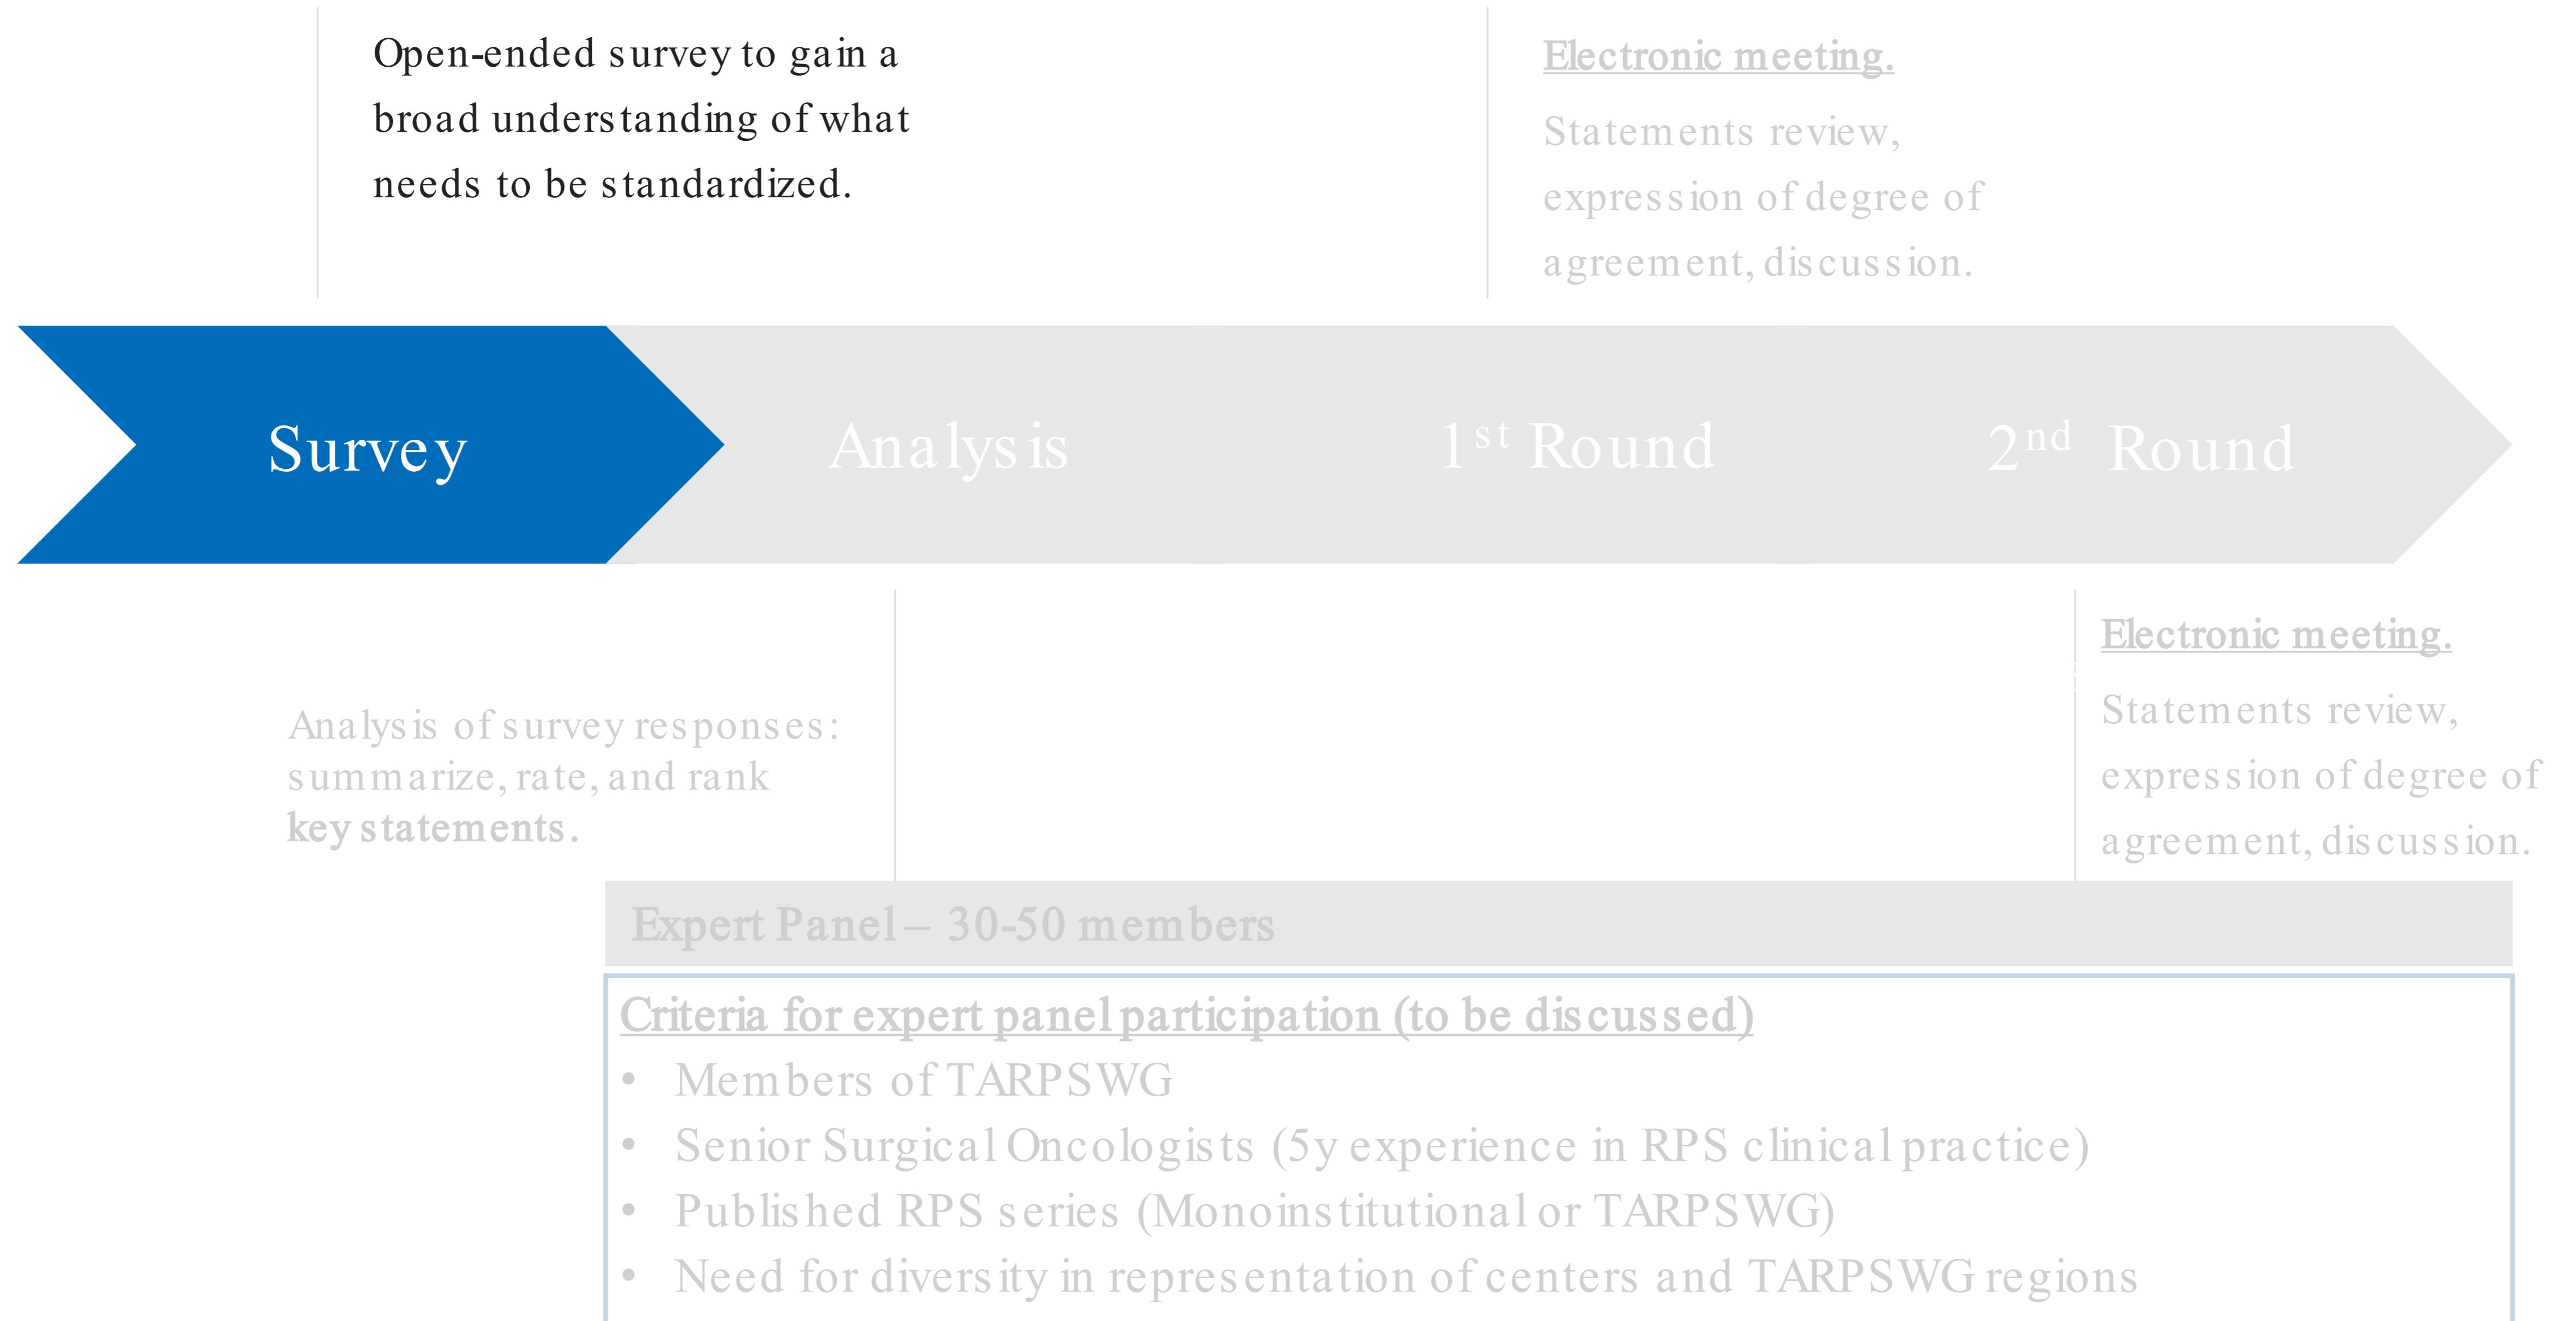 Open-ended survey to gain a
broad understanding of what
needs to be standardized.
Electronic meeting.
Statements review,
expression of degree of
agreement, discussion.
Survey
Analysis
1st Round
2nd Round
Analysis of survey responses:
summarize, rate, and rank
key statements.
Electronic meeting.
Statements review,
expression of degree of
agreement, discussion.
Expert Panel – 30-50 members
Criteria for expert panel participation (to be discussed)
• Members of TARPSWG
• Senior Surgical Oncologists (5y experience in RPS clinical practice)
• Published RPS series (Monoinstitutional or TARPSWG)
• Need for diversity in representation of centers and TARPSWG regions